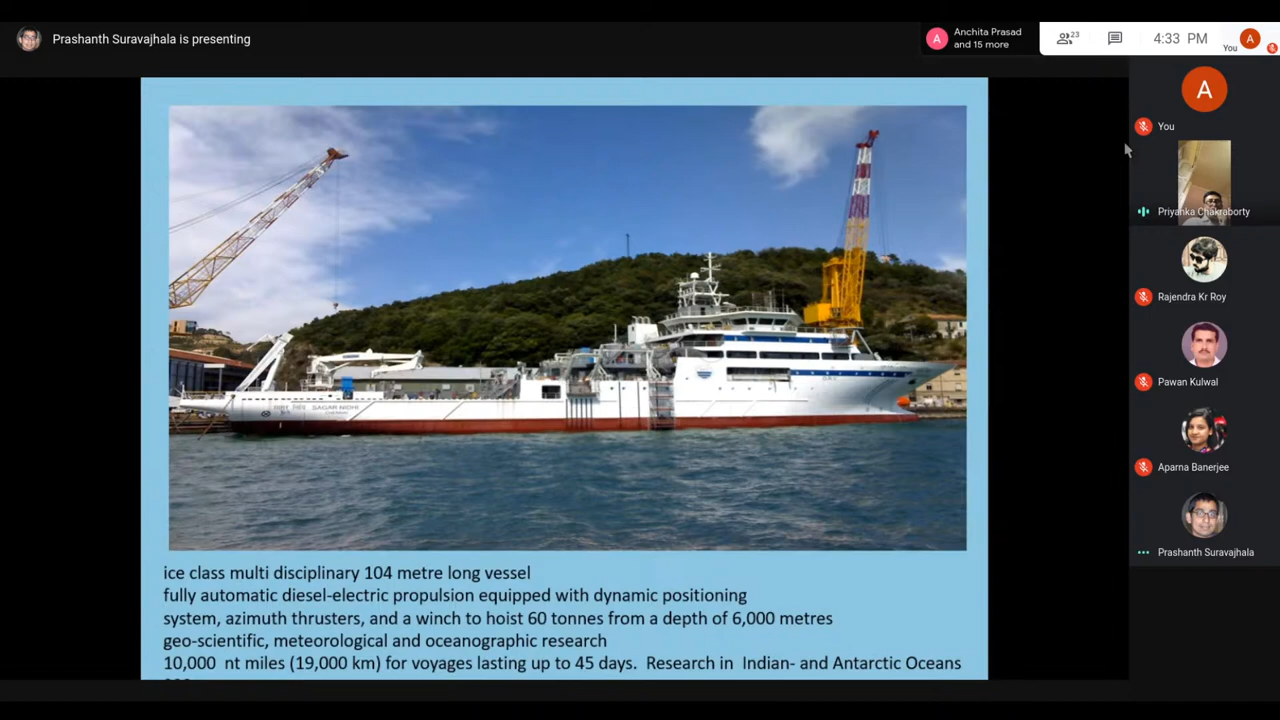 Prashanth Suravajhala is presenting
A
Anchita Prasad
and 15 more
23
4:33 PM
You
A
A
You
Priyanka Chakraborty
Rajendra Kr Roy
Pawan Kulwal
Aparna Banerjee
Prashanth Suravajhala
SAGAR NIDHI
ice class multi disciplinary 104 metre long vessel
fully automatic diesel-electric propulsion equipped with dynamic positioning
system, azimuth thrusters, and a winch to hoist 60 tonnes from a depth of 6,000 metres
geo-scientific, meteorological and oceanographic research
10,000 nt miles (19,000 km) for voyages lasting up to 45 days. Research in Indian- and Antarctic Oceans